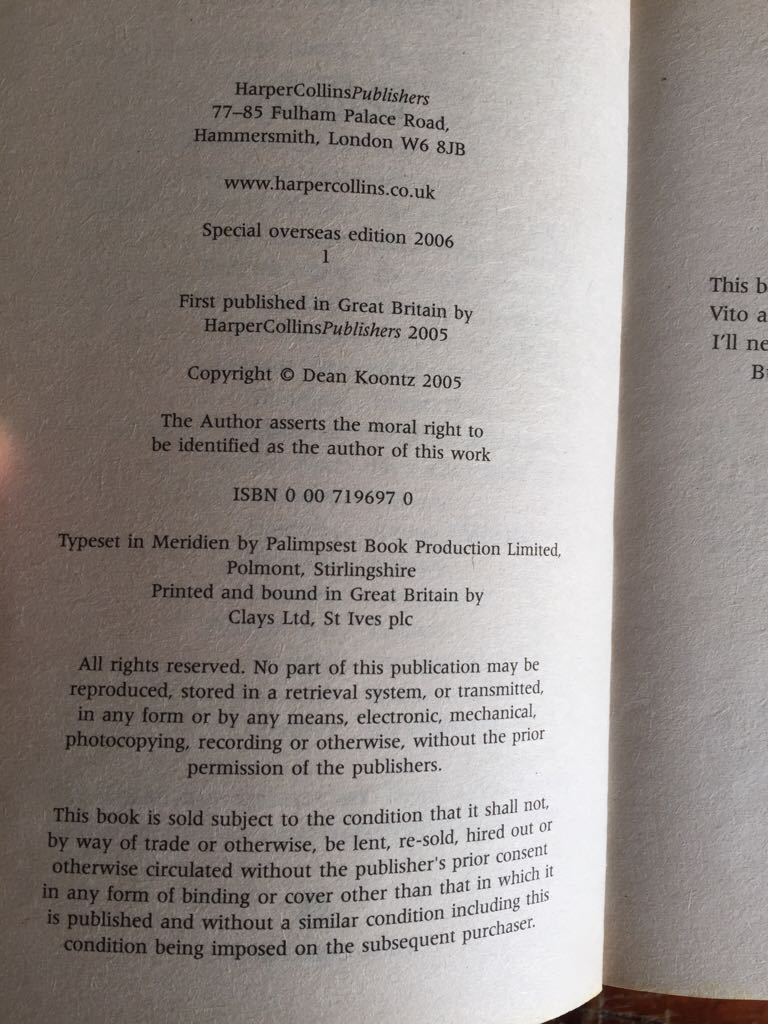 HarperCollinsPublishers
77–85 Fulham Palace Road,
Hammersmith, London W6 8JB
www.harpercollins.co.uk
Special overseas edition 2006
1
First published in Great Britain by
HarperCollinsPublishers 2005
Copyright © Dean Koontz 2005
The Author asserts the moral right to
be identified as the author of this work
ISBN 0 00 719697 0
Typeset in Meridien by Palimpsest Book Production Limited,
Polmont, Stirlingshire
Printed and bound in Great Britain by
Clays Ltd, St Ives plc
All rights reserved. No part of this publication may be
reproduced, stored in a retrieval system, or transmitted,
in any form or by any means, electronic, mechanical,
photocopying, recording or otherwise, without the prior
permission of the publishers.
This book is sold subject to the condition that it shall not,
by way of trade or otherwise, be lent, re-sold, hired out or
otherwise circulated without the publisher's prior consent
in any form of binding or cover other than that in which it
is published and without a similar condition including this
condition being imposed on the subsequent purchaser.
This
Vito
I'll